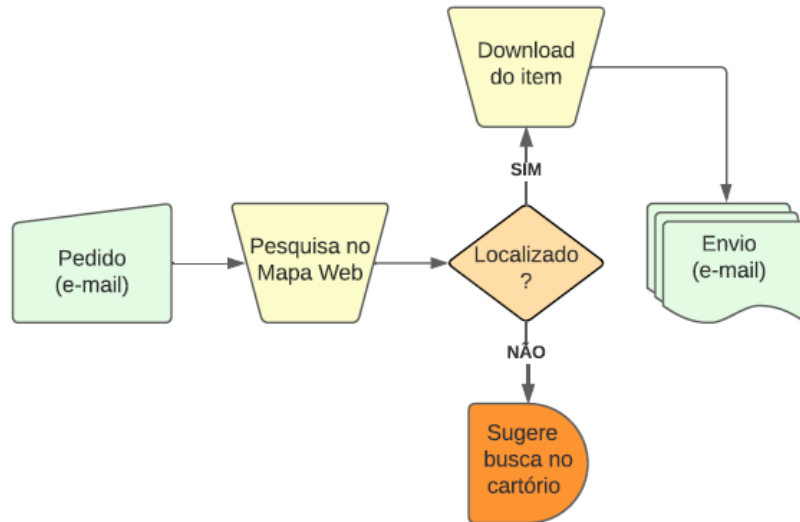 Pedido
(e-mail)
Pesquisa no
Mapa Web
Localizado
?
SIM
Download
do item
Envio
(e-mail)
NÃO
Sugere
busca no
cartório